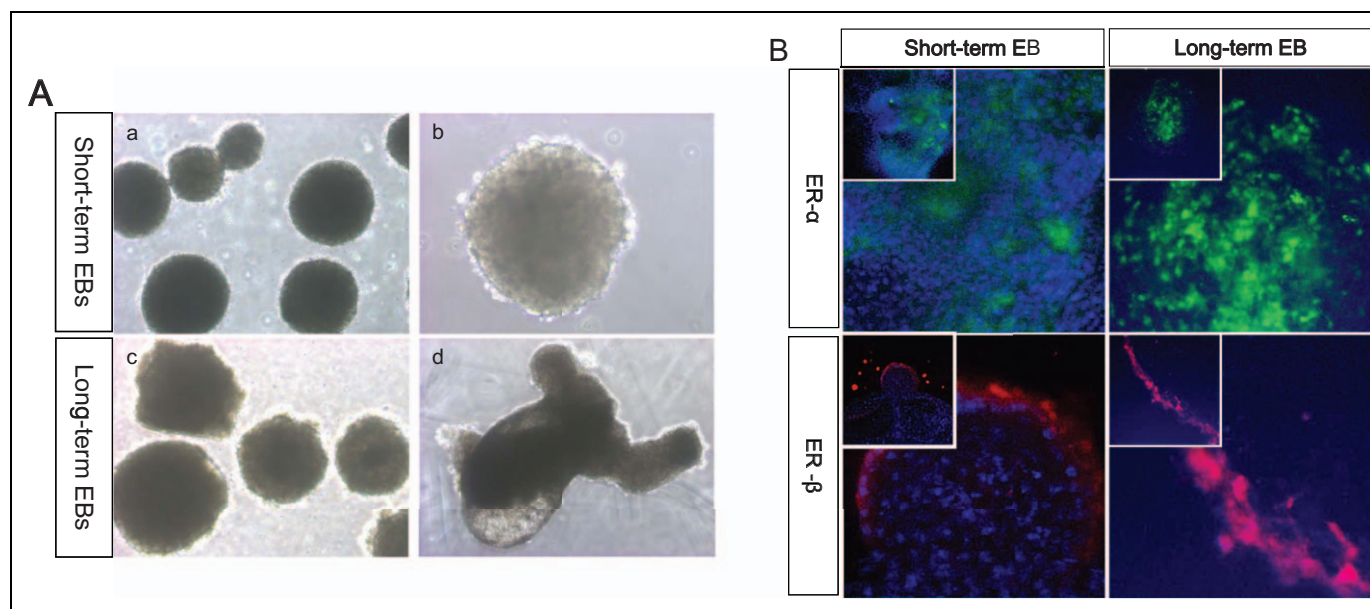 A
Short-term EBs
a
b
Long-term EBs
c
d
B
Short-term EB
Long-term EB
ER-α
ER-β